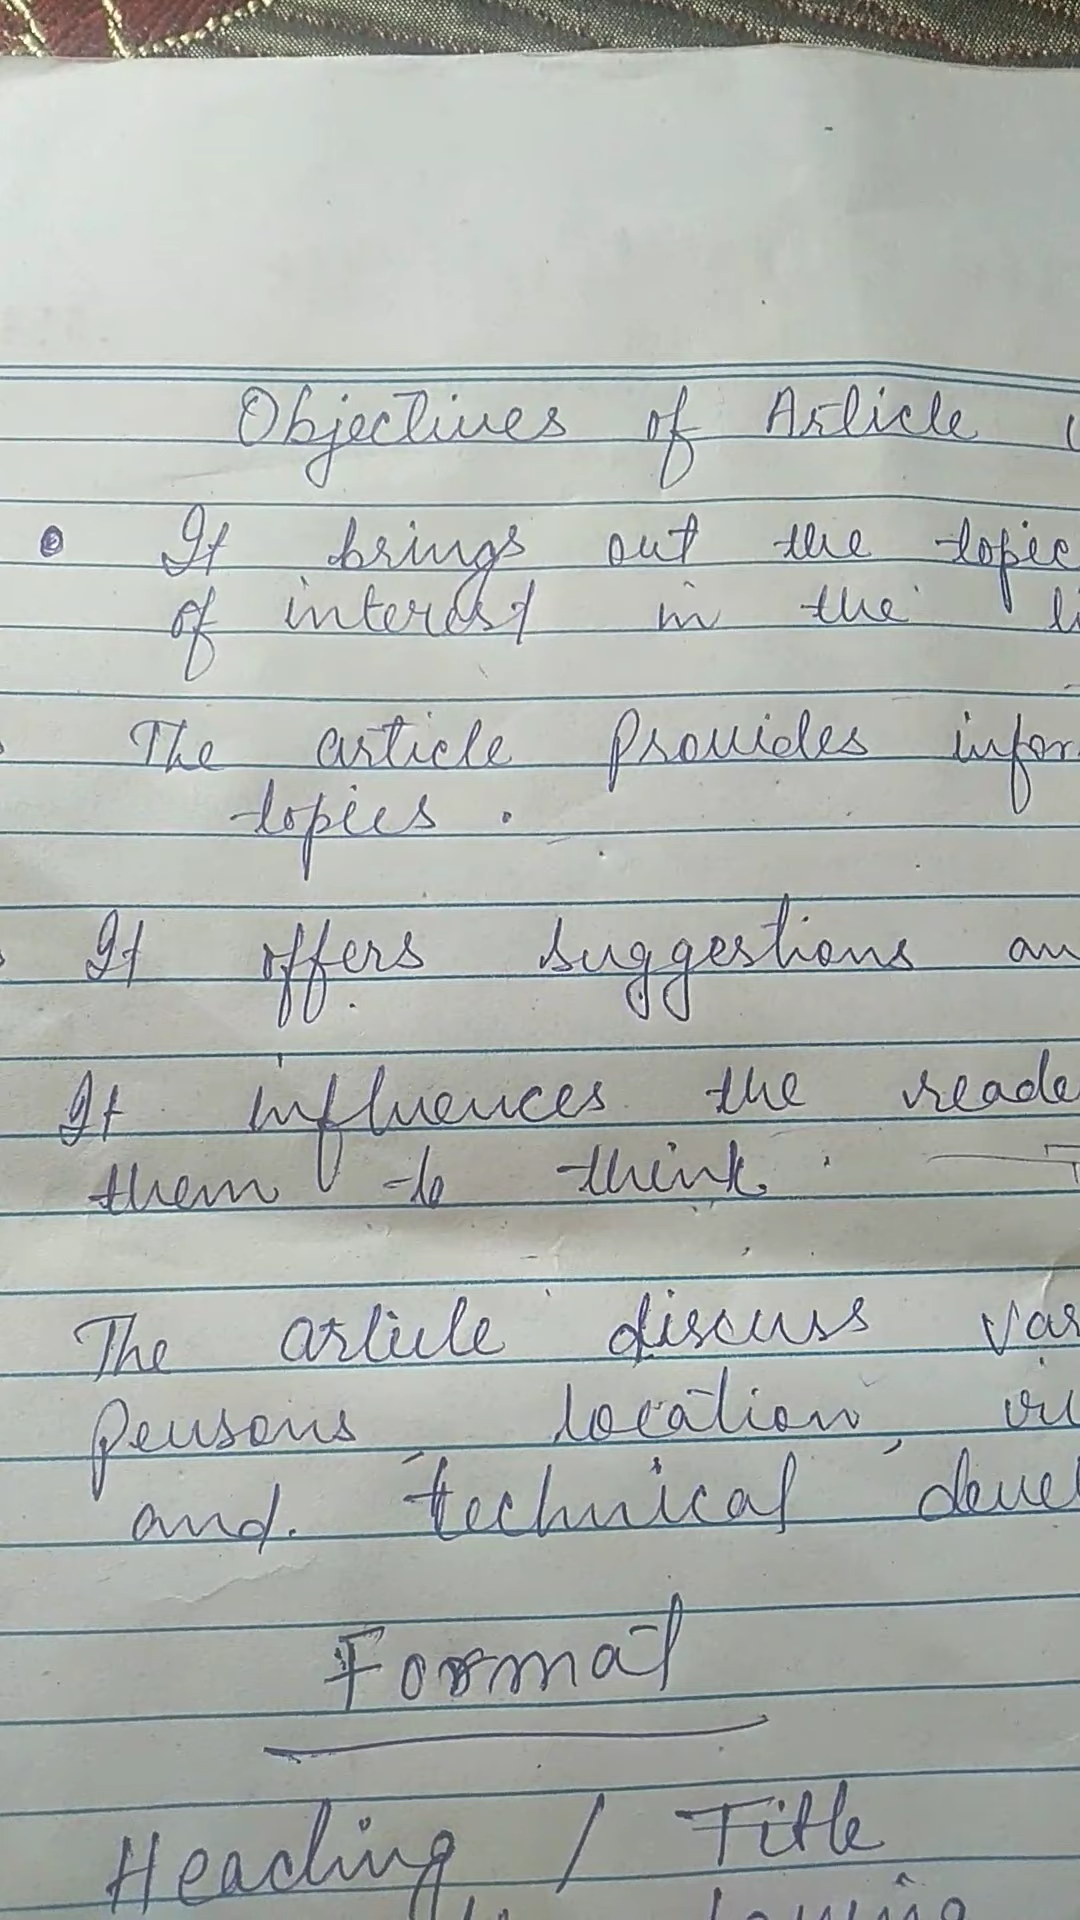 Objectives of Article
It brings out the topic
of interest in the
The article provides
topics.
It offers suggestions
It influences the
them to think.
The article discuss
persons, location,
and technical
Format
Heading / Title